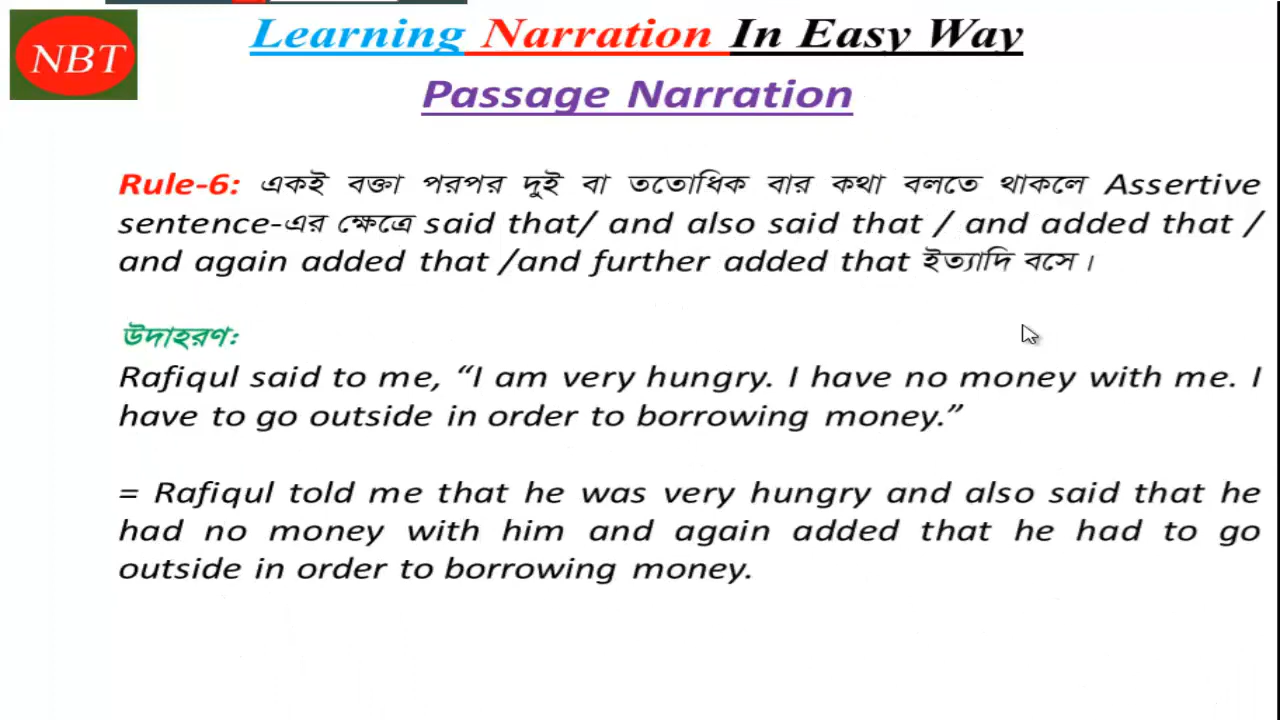 NBT
Learning Narration In Easy Way
Passage Narration
Rule-6: একই বক্তা পরপর দুই বা ততোধিক বার কথা বলতে থাকলে Assertive
sentence-এর ক্ষেত্রে said that/ and also said that / and added that /
and again added that /and further added that ইত্যাদি বসে।
উদাহরণ:
Rafiqul said to me, “I am very hungry. I have no money with me. I
have to go outside in order to borrowing money.”
= Rafiqul told me that he was very hungry and also said that he
had no money with him and again added that he had to go
outside in order to borrowing money.